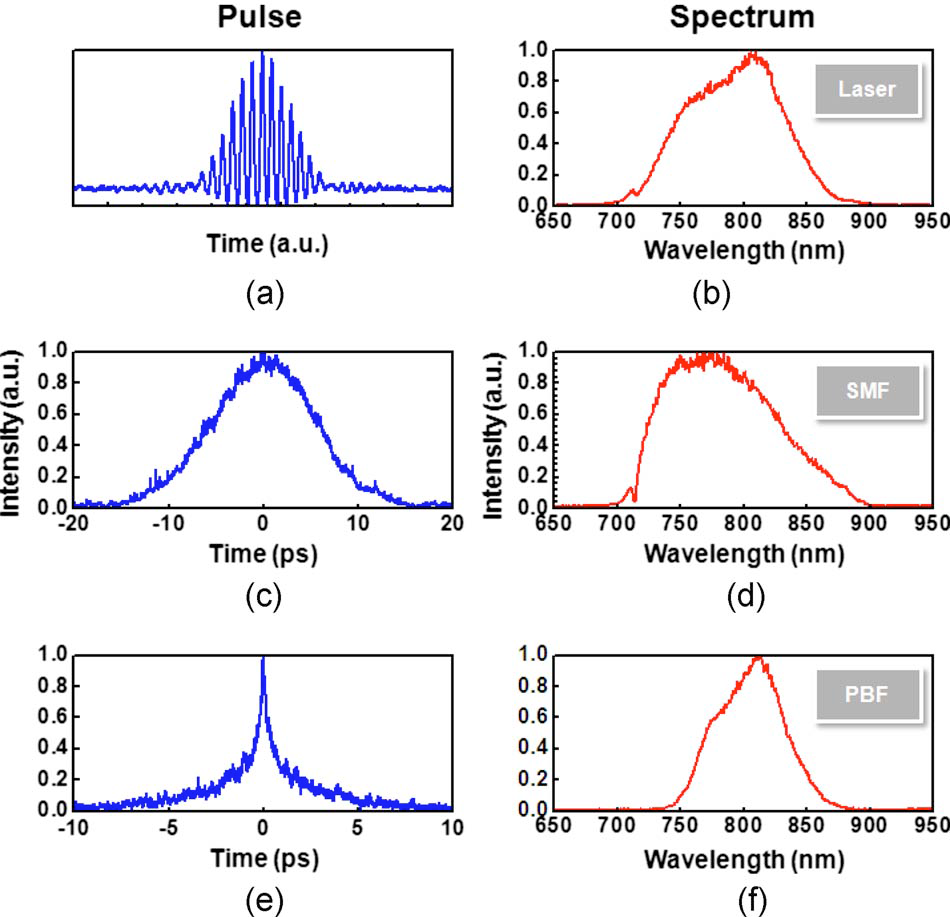 Pulse
Spectrum
1.0
0.8
0.6
0.4
0.2
0.0
Laser
650 700 750 800 850 900 950
Time (a.u.)
Wavelength (nm)
(a)
(b)
Intensity (a.u.)
1.0
0.8
0.6
0.4
0.2
0.0
-20 -10 0 10 20
Time (ps)
(c)
Intensity (a.u.)
1.0
0.8
0.6
0.4
0.2
0.0
SMF
650 700 750 800 850 900 950
Wavelength (nm)
(d)
1.0
0.8
0.6
0.4
0.2
0.0
-10 -5 0 5 10
Time (ps)
(e)
1.0
0.8
0.6
0.4
0.2
0.0
PBF
650 700 750 800 850 900 950
Wavelength (nm)
(f)